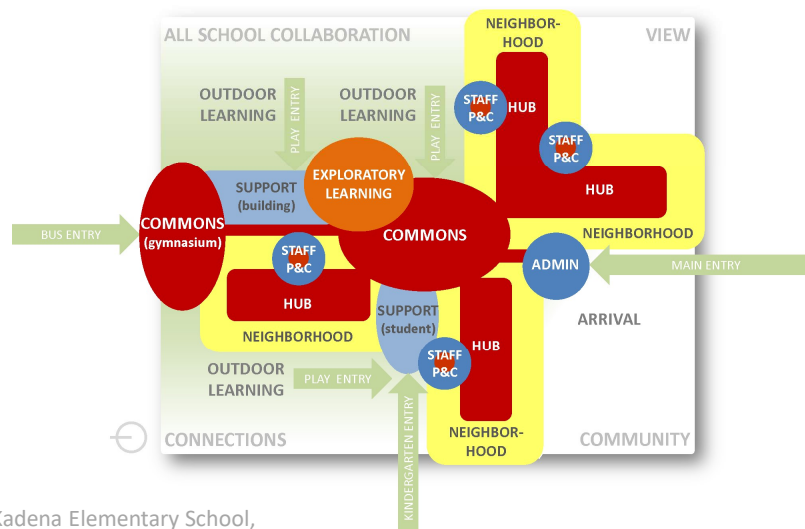 ALL SCHOOL COLLABORATION
VIEW
NEIGHBOR-
HOOD
OUTDOOR
LEARNING
PLAY ENTRY
OUTDOOR
LEARNING
PLAY ENTRY
STAFF
P&C
HUB
STAFF
P&C
HUB
NEIGHBORHOOD
EXPLORATORY
LEARNING
SUPPORT
(building)
COMMONS
(gymnasium)
BUS ENTRY
COMMONS
STAFF
P&C
HUB
NEIGHBORHOOD
ADMIN
MAIN ENTRY
ARRIVAL
SUPPORT
(student)
HUB
STAFF
P&C
OUTDOOR
LEARNING
PLAY ENTRY
KINDERGARTEN ENTRY
NEIGHBOR-
HOOD
CONNECTIONS
COMMUNITY
Kadena Elementary School,